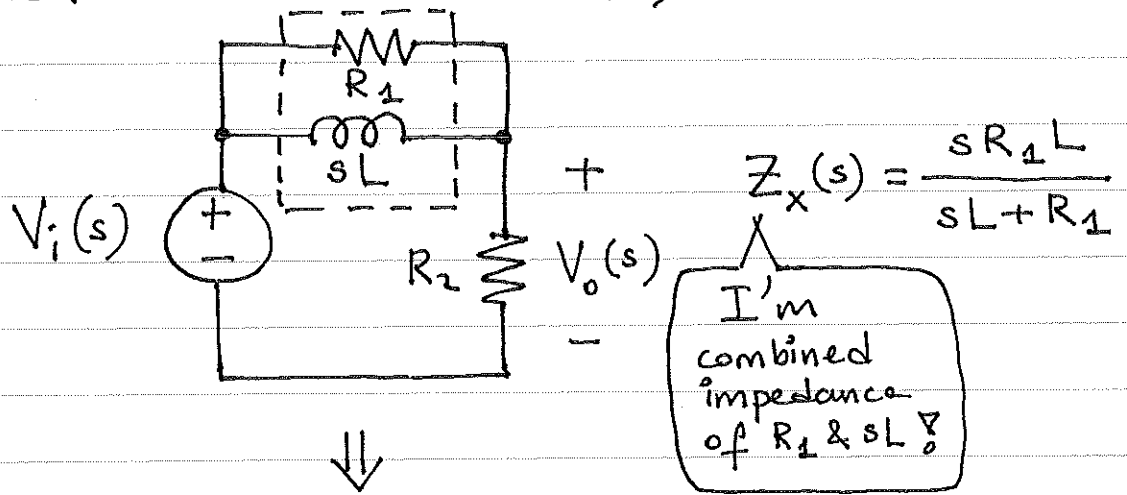 R₁
sL
Vᵢ(s)
+
−
R₂
+
Vₒ(s)
−
Zₓ(s) = sR₁L / sL + R₁
I'm
combined
impedance
of R₁ & sL!
⇓